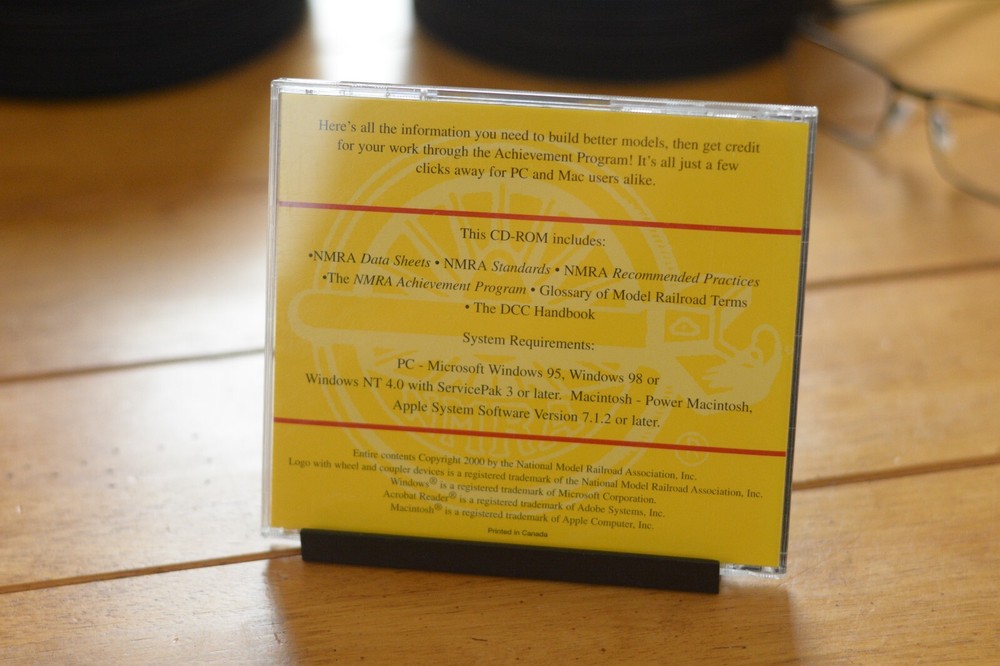 Here's all the information you need to build better models, then get credit
for your work through the Achievement Program! It's all just a few
clicks away for PC and Mac users alike.
This CD-ROM includes:
•NMRA Data Sheets • NMRA Standards • NMRA Recommended Practices
•The NMRA Achievement Program • Glossary of Model Railroad Terms
• The DCC Handbook
System Requirements:
PC - Microsoft Windows 95, Windows 98 or
Windows NT 4.0 with ServicePak 3 or later. Macintosh - Power Macintosh,
Apple System Software Version 7.1.2 or later.
NMRA ®
Entire contents Copyright 2000 by the National Model Railroad Association, Inc.
Logo with wheel and coupler devices is a registered trademark of the National Model Railroad Association, Inc.
Windows® is a registered trademark of Microsoft Corporation.
Acrobat Reader® is a registered trademark of Adobe Systems, Inc.
Macintosh® is a registered trademark of Apple Computer, Inc.
Printed in Canada